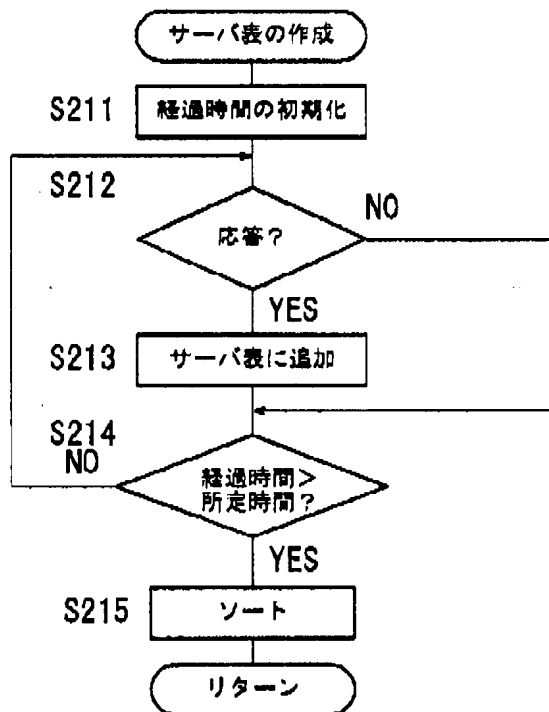 サーバ表の作成
S211
経過時間の初期化
S212
応答?
NO
YES
S213
サーバ表に追加
S214
NO
経過時間>
所定時間?
YES
S215
ソート
リターン